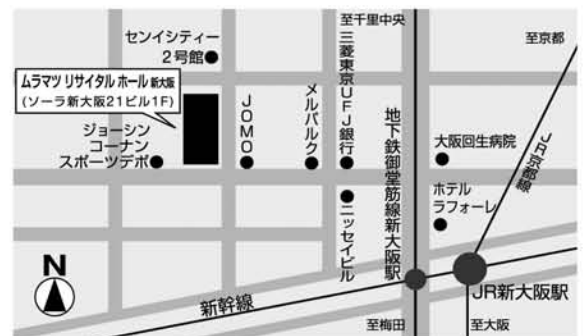 至千里中央
センイシティー
2号館
至京都
ムラマツ リサイタル ホール 新大阪
(ソーラ新大阪21ビル1F)
三菱東京UFJ銀行
JOMO
メルパルク
地下鉄御堂筋線新大阪駅
大阪回生病院
JR京都線
ジョーシン
コーナン
スポーツデポ
ホテル
ラフォーレ
ニッセイビル
N
新幹線
JR新大阪駅
至梅田
至大阪